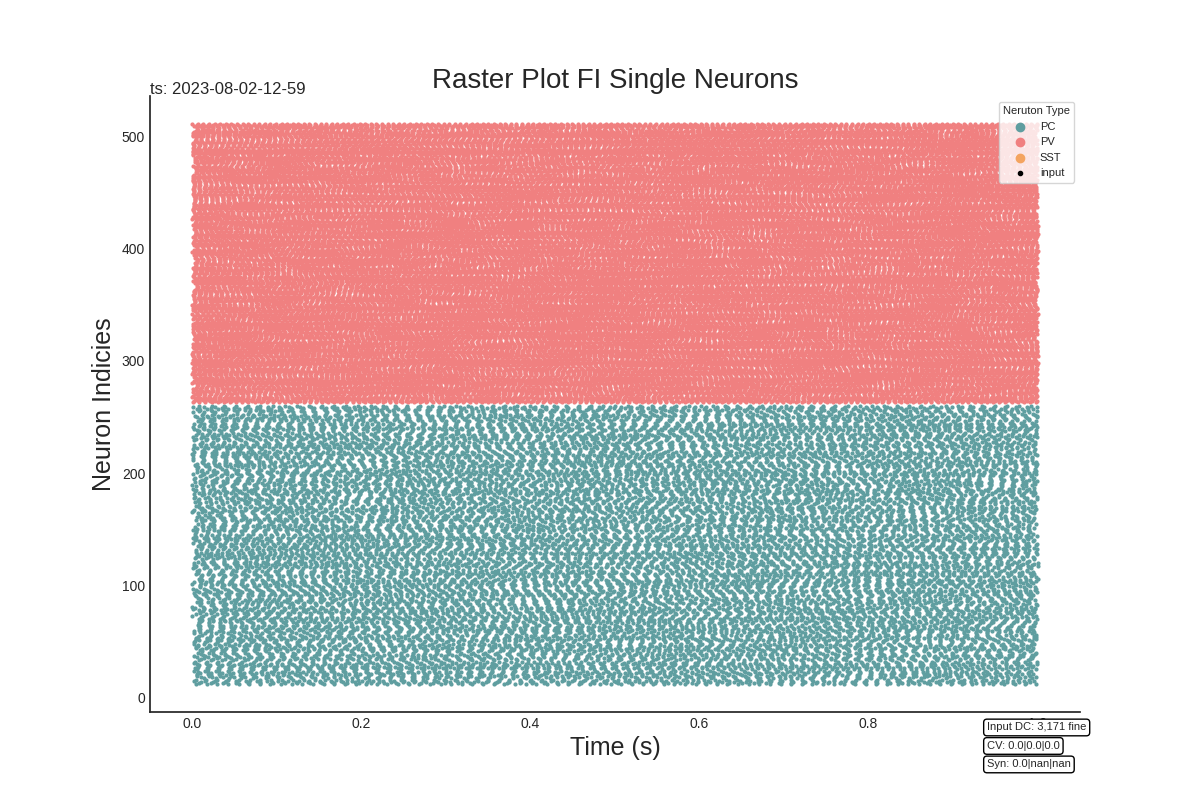 Raster Plot FI Single Neurons
ts: 2023-08-02-12-59
Neruton Type
PC
PV
SST
input
500
400
300
200
100
0
Neuron Indicies
0.0 0.2 0.4 0.6 0.8
Time (s)
Input DC: 3,171 fine
CV: 0.0|0.0|0.0
Syn: 0.0|nan|nan